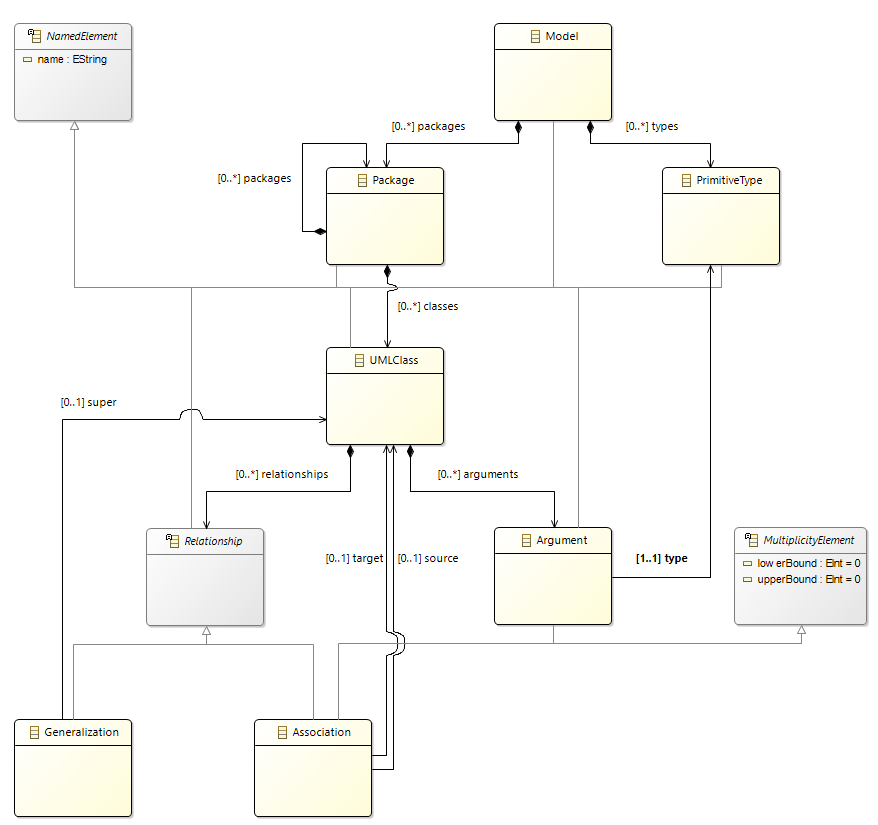 NamedElement
name : EString
Model
[0..*] packages
[0..*] types
[0..*] packages
Package
PrimitiveType
[0..*] classes
UMLClass
[0..1] super
[0..*] relationships
[0..*] arguments
Relationship
[0..1] target
[0..1] source
Argument
[1..1] type
MultiplicityElement
lowerBound : EInt = 0
upperBound : EInt = 0
Generalization
Association